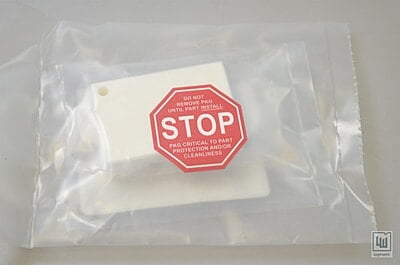 DO NOT
REMOVE PKG
UNTIL PART INSTALL
STOP
PKG CRITICAL TO PART
PROTECTION AND/OR
CLEANLINESS